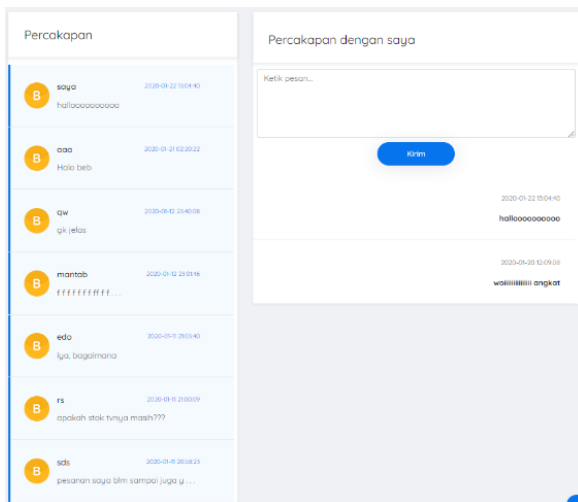 Percakapan
B
saya
2020-01-22 13:04:40
hallooooooooooo
B
aaa
2020-01-21 02:20:22
Halo beb
B
qw
2020-01-12 23:40:08
gk jelas
B
mantab
2020-01-12 23:01:46
f f f f f f f f f f f . . .
B
edo
2020-01-11 21:03:40
iya, bagaimana
B
rs
2020-01-11 21:00:09
apakah stok tvnya masih???
B
sds
2020-01-11 20:58:23
pesanan saya blm sampai juga y . . .
Percakapan dengan saya
Ketik pesan...
Kirim
2020-01-22 13:04:40
hallooooooooooo
2020-01-20 12:09:08
waiiiiiiiiiiiii angkat